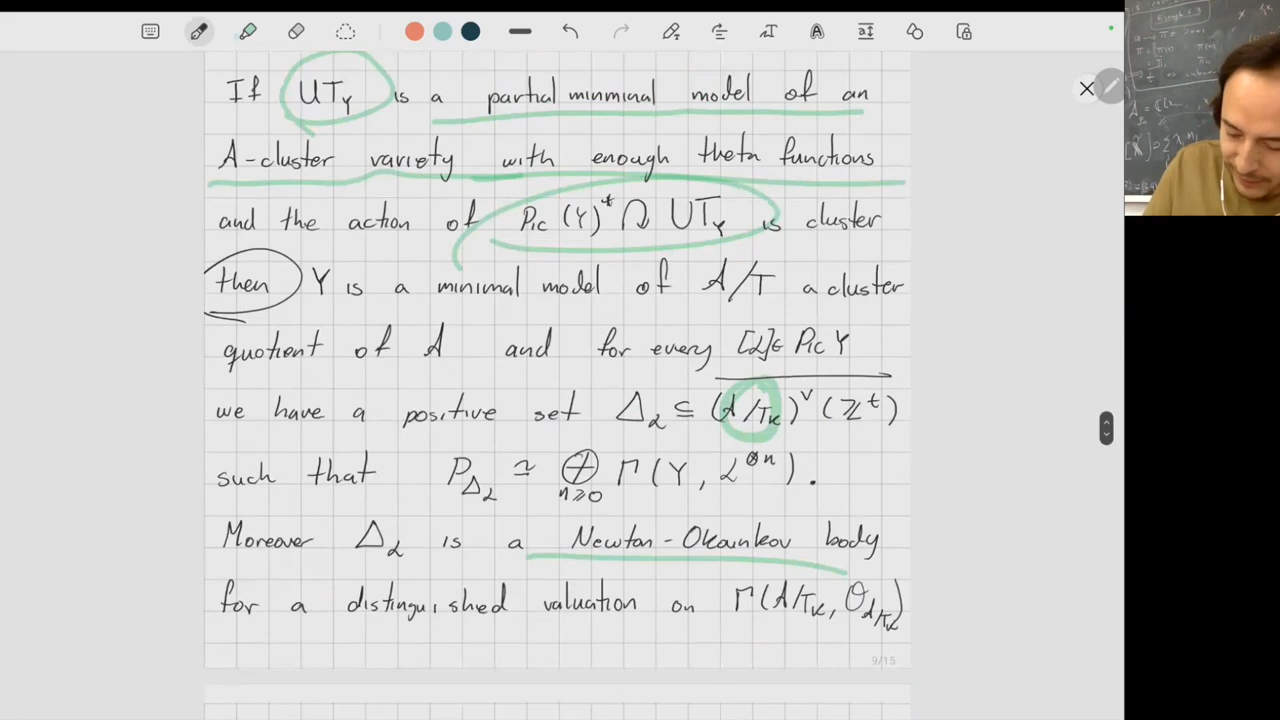 If UT_Y is a partial minminal model of an
A-cluster variety with enough theta functions
and the action of Pic (Y)^* ↷ UT_Y is cluster
then Y is a minimal model of A/T a cluster
quotient of A and for every [L]∈ Pic Y
we have a positive set Δ_L ⊆ (A/T_K)^∨ (ℤ^t)
such that P_{Δ_L} ≃ ⊕_{n≥0} Γ(Y, L^{⊗n}).
Moreover Δ_L is a Newton-Okounkov body
for a distinguished valuation on Γ(A/T_K, O_{A/T_K})
9/15